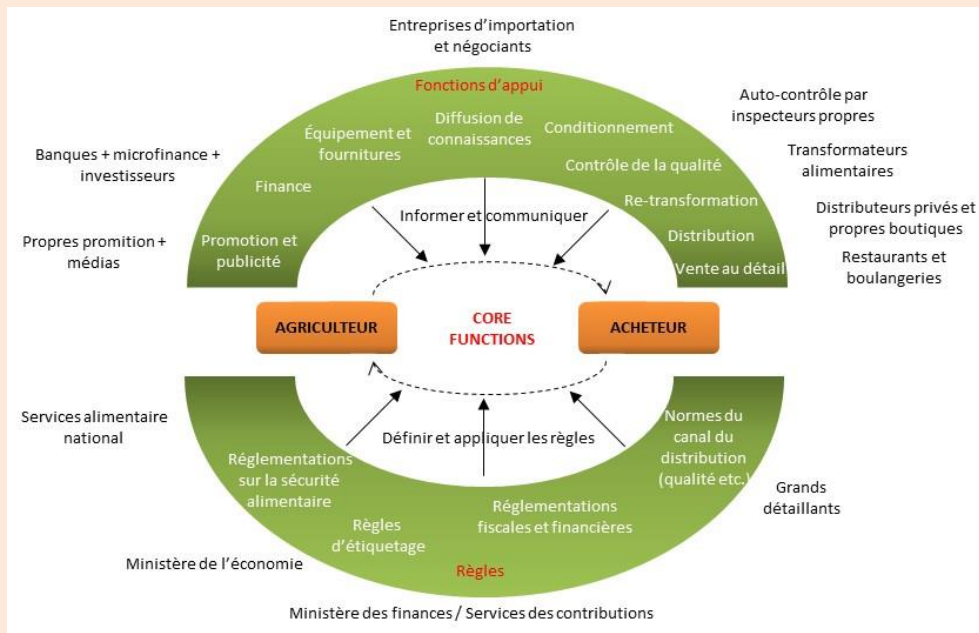 Entreprises d’importation
et négociants
Fonctions d’appui
Auto-contrôle par
inspecteurs propres
Diffusion de
connaissances
Conditionnement
Équipement et
fournitures
Banques + microfinance +
investisseurs
Contrôle de la qualité
Transformateurs
alimentaires
Finance
Re-transformation
Informer et communiquer
Distributeurs privés et
propres boutiques
Propres promition +
médias
Promotion et
publicité
Distribution
Vente au détail
Restaurants et
boulangeries
AGRICULTEUR
CORE
FUNCTIONS
ACHETEUR
Services alimentaire
national
Définir et appliquer les règles
Normes du
canal du
distribution
(qualité etc.)
Réglementations
sur la sécurité
alimentaire
Grands
détaillants
Réglementations
fiscales et financières
Règles
d’étiquetage
Ministère de l’économie
Règles
Ministère des finances / Services des contributions